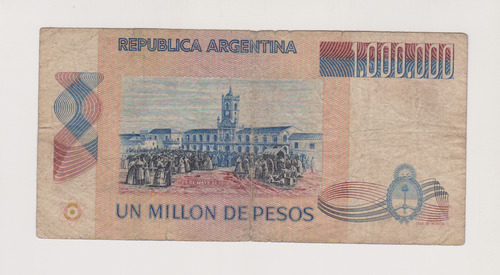 REPUBLICA ARGENTINA
1.000.000
UN MILLON DE PESOS